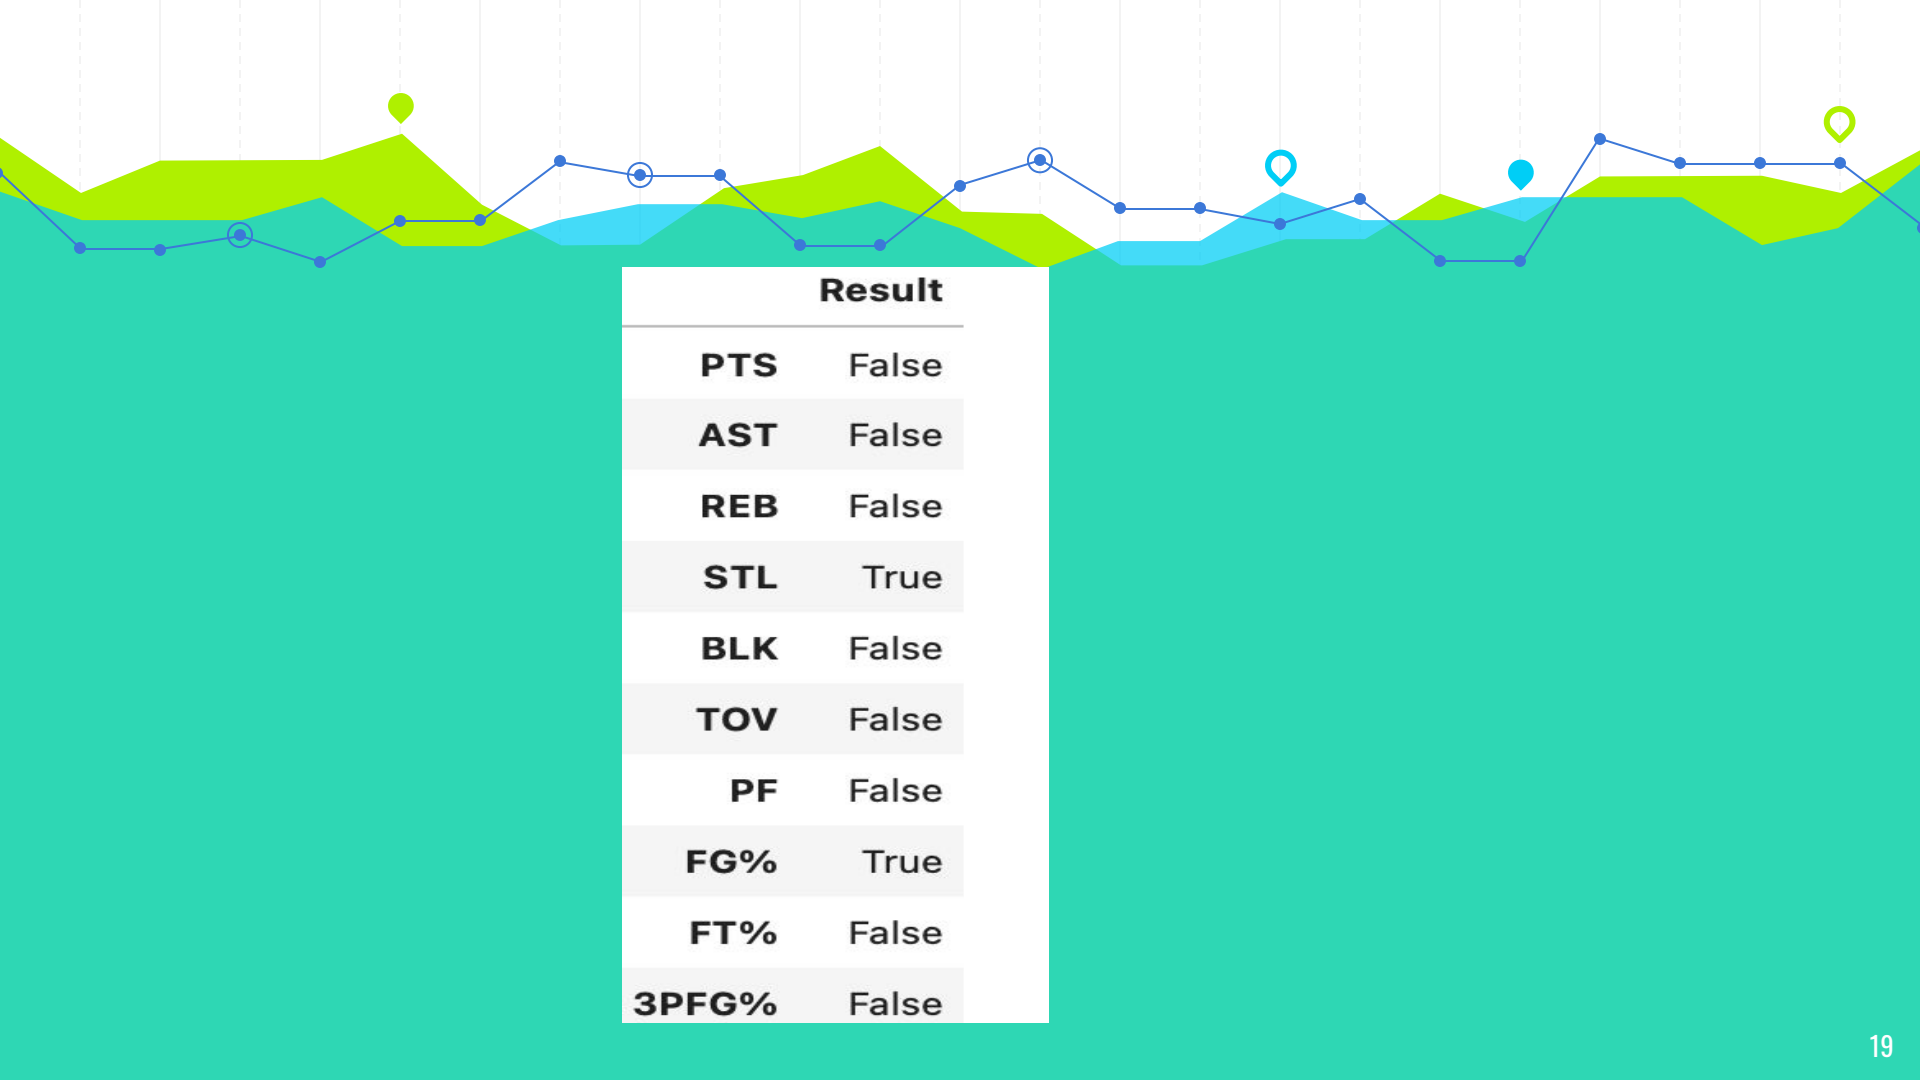 Result
PTS False
AST False
REB False
STL True
BLK False
TOV False
PF False
FG% True
FT% False
3PFG% False
19